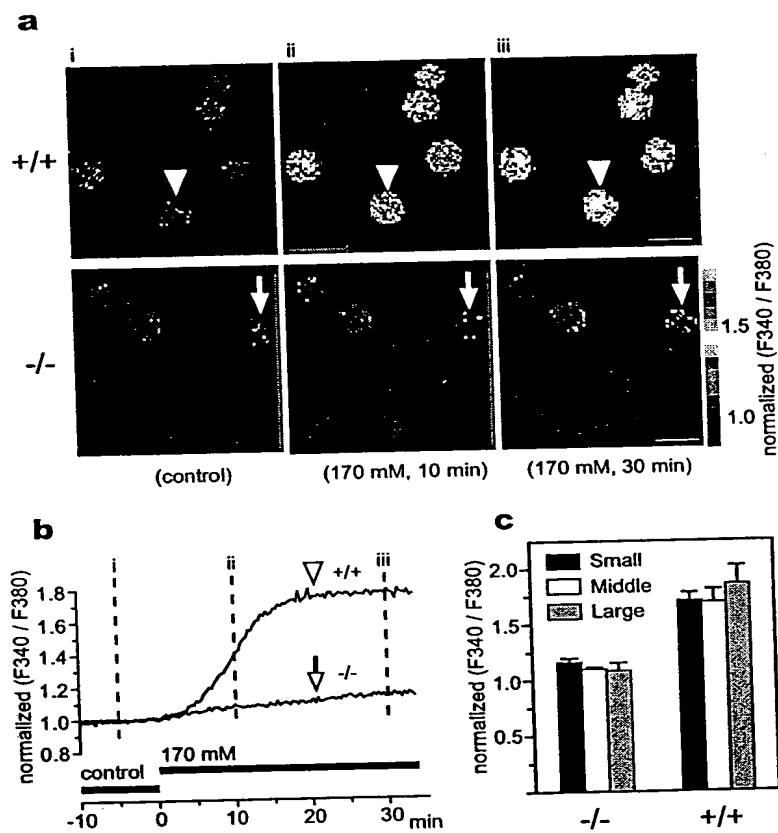 a
i ii iii
+/+
-/-
1.5
1.0
normalized (F340 / F380)
(control) (170 mM, 10 min) (170 mM, 30 min)
b
normalized (F340 / F380)
1.8
1.6
1.4
1.2
1.0
0.8
i ii iii
+/+
-/-
170 mM
control
-10 0 10 20 30 min
c
normalized (F340 / F380)
2.0
1.5
1.0
0.5
Small
Middle
Large
-/- +/+